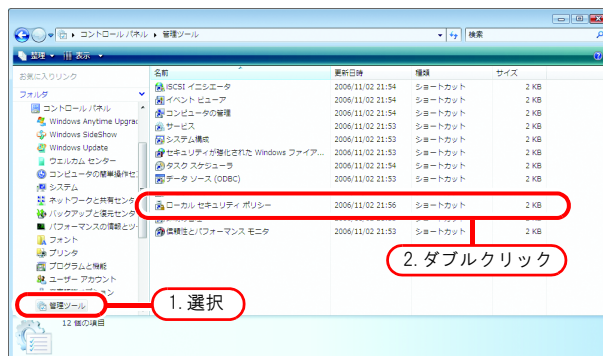 コントロール パネル ▸ 管理ツール
検索
整理 表示
お気に入りリンク
フォルダ
コントロール パネル
Windows Anytime Upgra
Windows SideShow
Windows Update
ウェルカム センター
コンピュータの簡単操作セ
システム
ネットワークと共有センタ
バックアップと復元センタ
パフォーマンスの情報とツー
フォント
プリンタ
プログラムと機能
ユーザー アカウント
管理ツール
名前 更新日時 種類 サイズ
iSCSI イニシエータ 2006/11/02 21:54 ショートカット 2 KB
イベント ビューア 2006/11/02 21:54 ショートカット 2 KB
コンピュータの管理 2006/11/02 21:54 ショートカット 2 KB
サービス 2006/11/02 21:53 ショートカット 2 KB
システム構成 2006/11/02 21:53 ショートカット 2 KB
セキュリティが強化された Windows ファイア... 2006/11/02 21:53 ショートカット 2 KB
タスク スケジューラ 2006/11/02 21:54 ショートカット 2 KB
データ ソース (ODBC) 2006/11/02 21:53 ショートカット 2 KB
ローカル セキュリティ ポリシー 2006/11/02 21:56 ショートカット 2 KB
信頼性とパフォーマンス モニタ 2006/11/02 21:53 ショートカット 2 KB
2.ダブルクリック
1.選択
12 個の項目